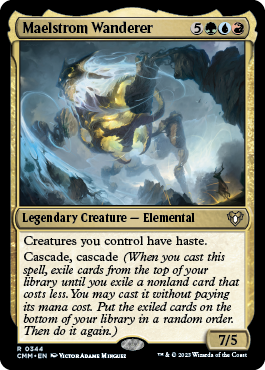 Maelstrom Wanderer 5
Legendary Creature — Elemental
Creatures you control have haste.
Cascade, cascade (When you cast this
spell, exile cards from the top of your
library until you exile a nonland card that
costs less. You may cast it without paying
its mana cost. Put the exiled cards on the
bottom of your library in a random order.
Then do it again.)
7/5
R 0344
CMM • EN Victor Adame Minguez
™ & © 2023 Wizards of the Coast